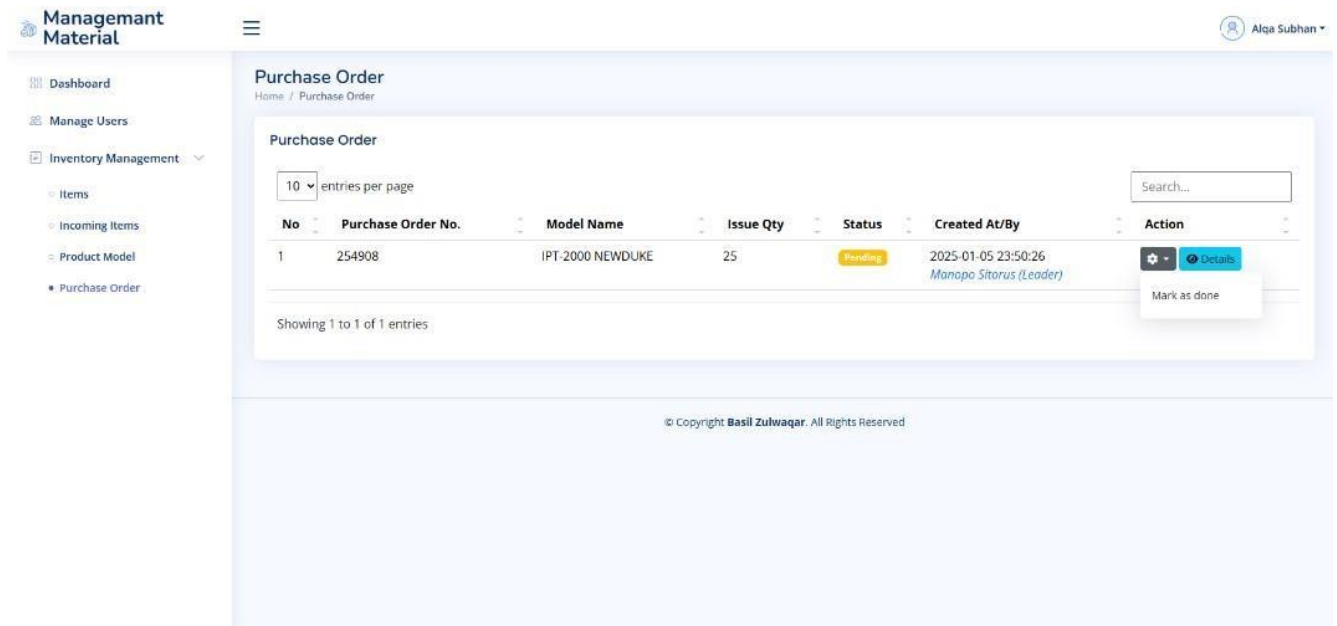 Managemant
Material
Alqa Subhan
Dashboard
Manage Users
Inventory Management
Items
Incoming Items
Product Model
Purchase Order
Purchase Order
Home / Purchase Order
Purchase Order
10 entries per page
Search...
No Purchase Order No. Model Name Issue Qty Status Created At/By Action
1 254908 IPT-2000 NEWDUKE 25 Pending 2025-01-05 23:50:26 Details
Manopo Sitorus (Leader)
Mark as done
Showing 1 to 1 of 1 entries
© Copyright Basil Zulwaqar. All Rights Reserved